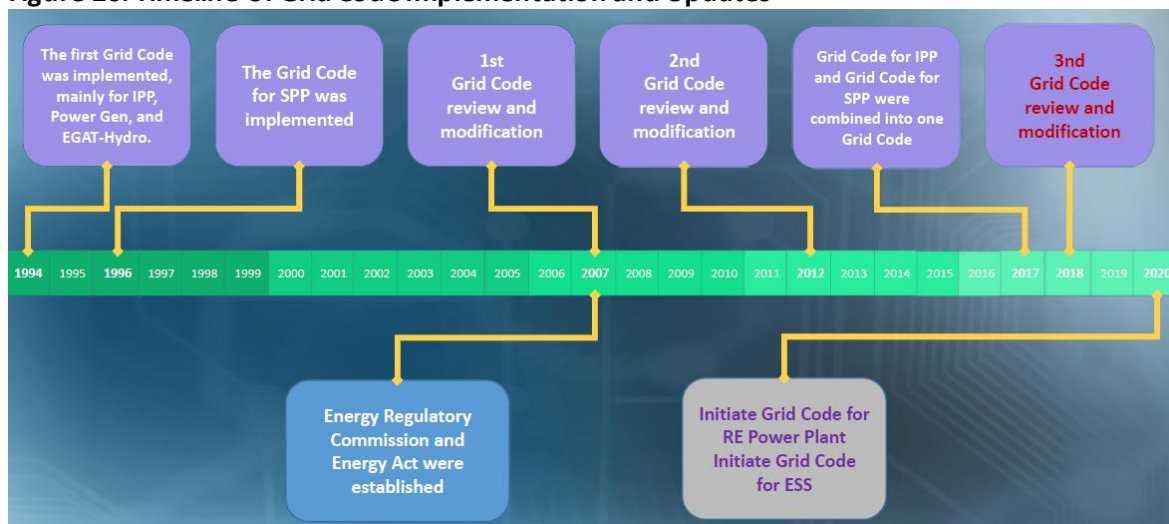 The first Grid Code
was implemented,
mainly for IPP,
Power Gen, and
EGAT-Hydro.
The Grid Code
for SPP was
implemented
1st
Grid Code
review and
modification
2nd
Grid Code
review and
modification
Grid Code for IPP
and Grid Code for
SPP were
combined into one
Grid Code
3nd
Grid Code
review and
modification
1994 1995 1996 1997 1998 1999 2000 2001 2002 2003 2004 2005 2006 2007 2008 2009 2010 2011 2012 2013 2014 2015 2016 2017 2018 2019 2020
Energy Regulatory
Commission and
Energy Act were
established
Initiate Grid Code for
RE Power Plant
Initiate Grid Code
for ESS